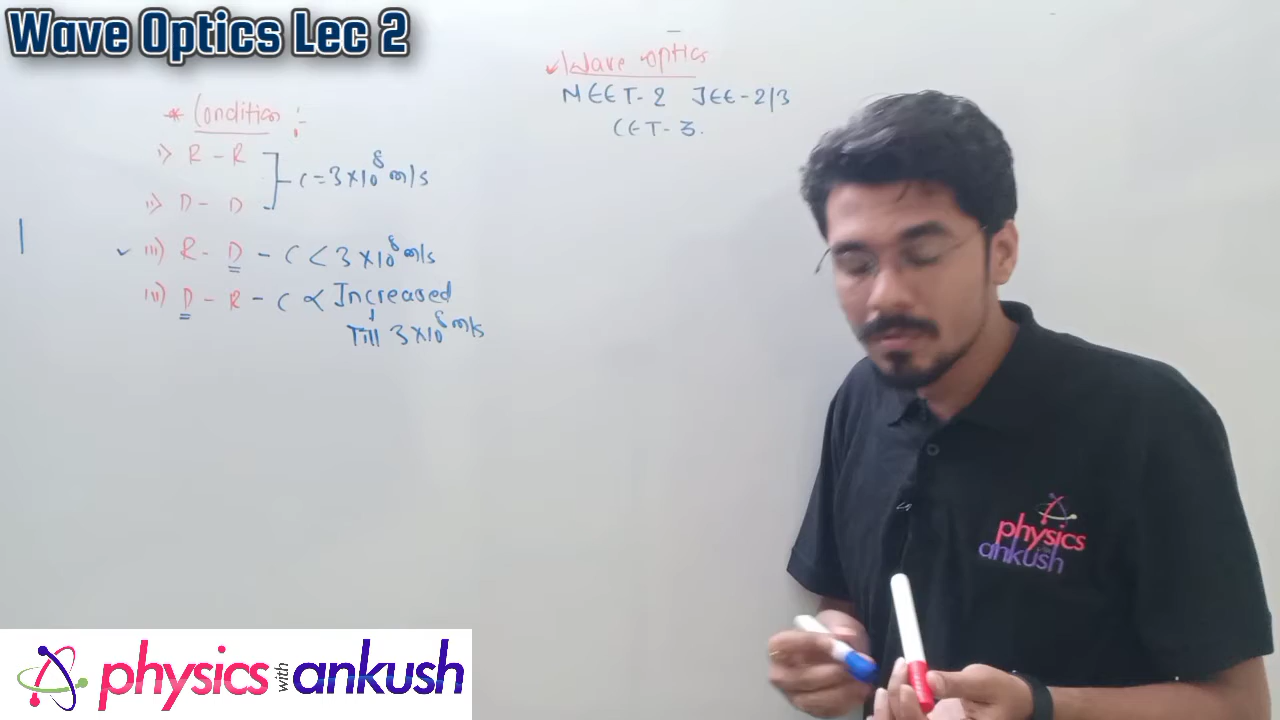 Wave Optics Lec 2
Wave optics
NEET-2 JEE-2/3
CET-3.
* Condition :-
i) R - R
C = 3×10⁸ m/s
ii) D - D
iii) R - D - C < 3×10⁸ m/s
iv) D - R - C ∝ Increased
Till 3×10⁸ m/s
physics with ankush
physics with ankush